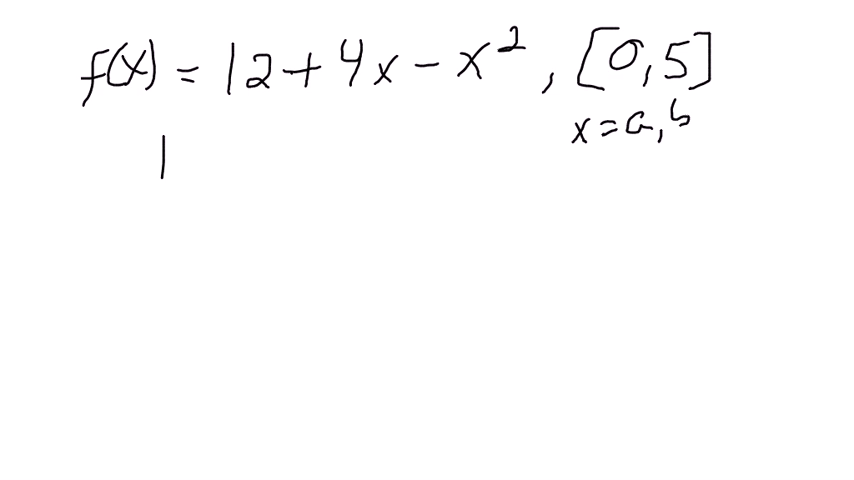 f(x) = 12 + 4x - x², [0, 5]
x = a, b
|